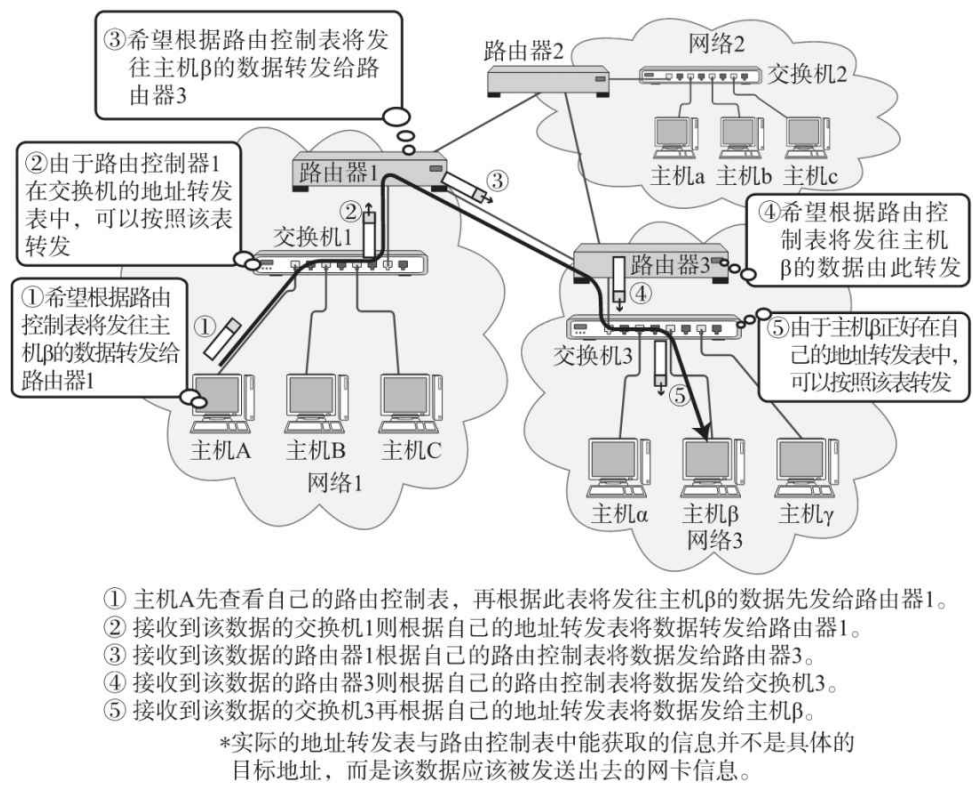 ③希望根据路由控制表将发
往主机β的数据转发给路
由器3
路由器2
网络2
交换机2
主机a
主机b
主机c
②由于路由控制器1
在交换机的地址转发
表中，可以按照该表
转发
路由器1
③
②
交换机1
④希望根据路由控
制表将发往主机
β的数据由此转发
路由器3
④
①希望根据路由
控制表将发往主
机β的数据转发给
路由器1
①
交换机3
⑤由于主机β正好在自
己的地址转发表中，
可以按照该表转发
⑤
主机A
主机B
主机C
网络1
主机α
主机β
主机γ
网络3
① 主机A先查看自己的路由控制表，再根据此表将发往主机β的数据先发给路由器1。
② 接收到该数据的交换机1则根据自己的地址转发表将数据转发给路由器1。
③ 接收到该数据的路由器1根据自己的路由控制表将数据发给路由器3。
④ 接收到该数据的路由器3则根据自己的路由控制表将数据发给交换机3。
⑤ 接收到该数据的交换机3再根据自己的地址转发表将数据发给主机β。
*实际的地址转发表与路由控制表中能获取的信息并不是具体的
目标地址，而是该数据应该被发送出去的网卡信息。